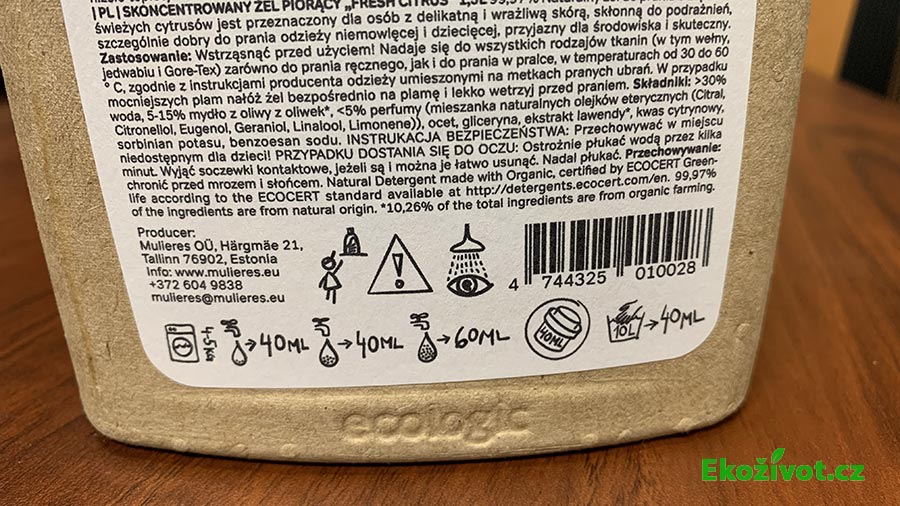 | PL | SKONCENTROWANY ŻEL PIORĄCY „FRESH CITRUS"
świeżych cytrusów jest przeznaczony dla osób z delikatną i wrażliwą skórą, skłonną do podrażnień,
szczególnie dobry do prania odzieży niemowlęcej i dziecięcej, przyjazny dla środowiska i skuteczny.
Zastosowanie: Wstrząsnąć przed użyciem! Nadaje się do wszystkich rodzajów tkanin (w tym wełny,
jedwabiu i Gore-Tex) zarówno do prania ręcznego, jak i do prania w pralce, w temperaturach od 30 do 60
° C, zgodnie z instrukcjami producenta odzieży umieszonymi na metkach pranych ubrań. W przypadku
mocniejszych plam nałóż żel bezpośrednio na plamę i lekko wetrzyj przed praniem. Składniki: >30%
woda, 5-15% mydło z oliwy z oliwek*, <5% perfumy (mieszanka naturalnych olejków eterycznych (Citral,
Citronellol, Eugenol, Geraniol, Linalool, Limonene)), ocet, gliceryna, ekstrakt lawendy*, kwas cytrynowy,
sorbinian potasu, benzoesan sodu. INSTRUKACJA BEZPIECZEŃSTWA: Przechowywać w miejscu
niedostępnym dla dzieci! PRZYPADKU DOSTANIA SIĘ DO OCZU: Ostrożnie płukać wodą przez kilka
minut. Wyjąć soczewki kontaktowe, jeżeli są i można je łatwo usunąć. Nadal płukać. Przechowywanie:
chronić przed mrozem i słońcem. Natural Detergent made with Organic, certified by ECOCERT Green-
life according to the ECOCERT standard available at http://detergents.ecocert.com/en. 99,97%
of the ingredients are from natural origin. *10,26% of the total ingredients are from organic farming.
Producer:
Mulieres OÜ, Härgmäe 21,
Tallinn 76902, Estonia
Info: www.mulieres.eu
+372 604 9838
mulieres@mulieres.eu
4 744325 010028
4-5KG
→40ML
→40ML
→60ML
40ML
10L →40ML
ecologic
Ekoživot.cz